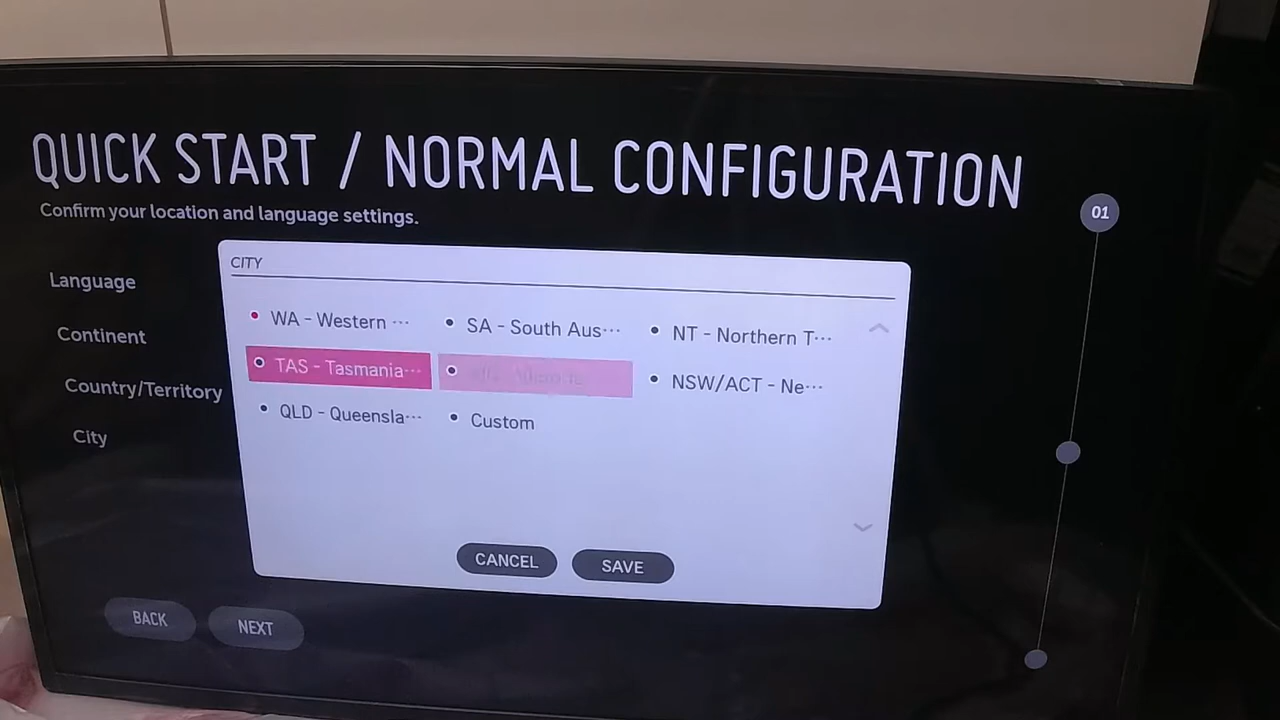 QUICK START / NORMAL CONFIGURATION
Confirm your location and language settings.
01
CITY
Language
Continent
Country/Territory
City
WA - Western ···
SA - South Aus···
NT - Northern T···
TAS - Tasmania···
NSW/ACT - Ne···
QLD - Queensla···
Custom
CANCEL
SAVE
BACK
NEXT